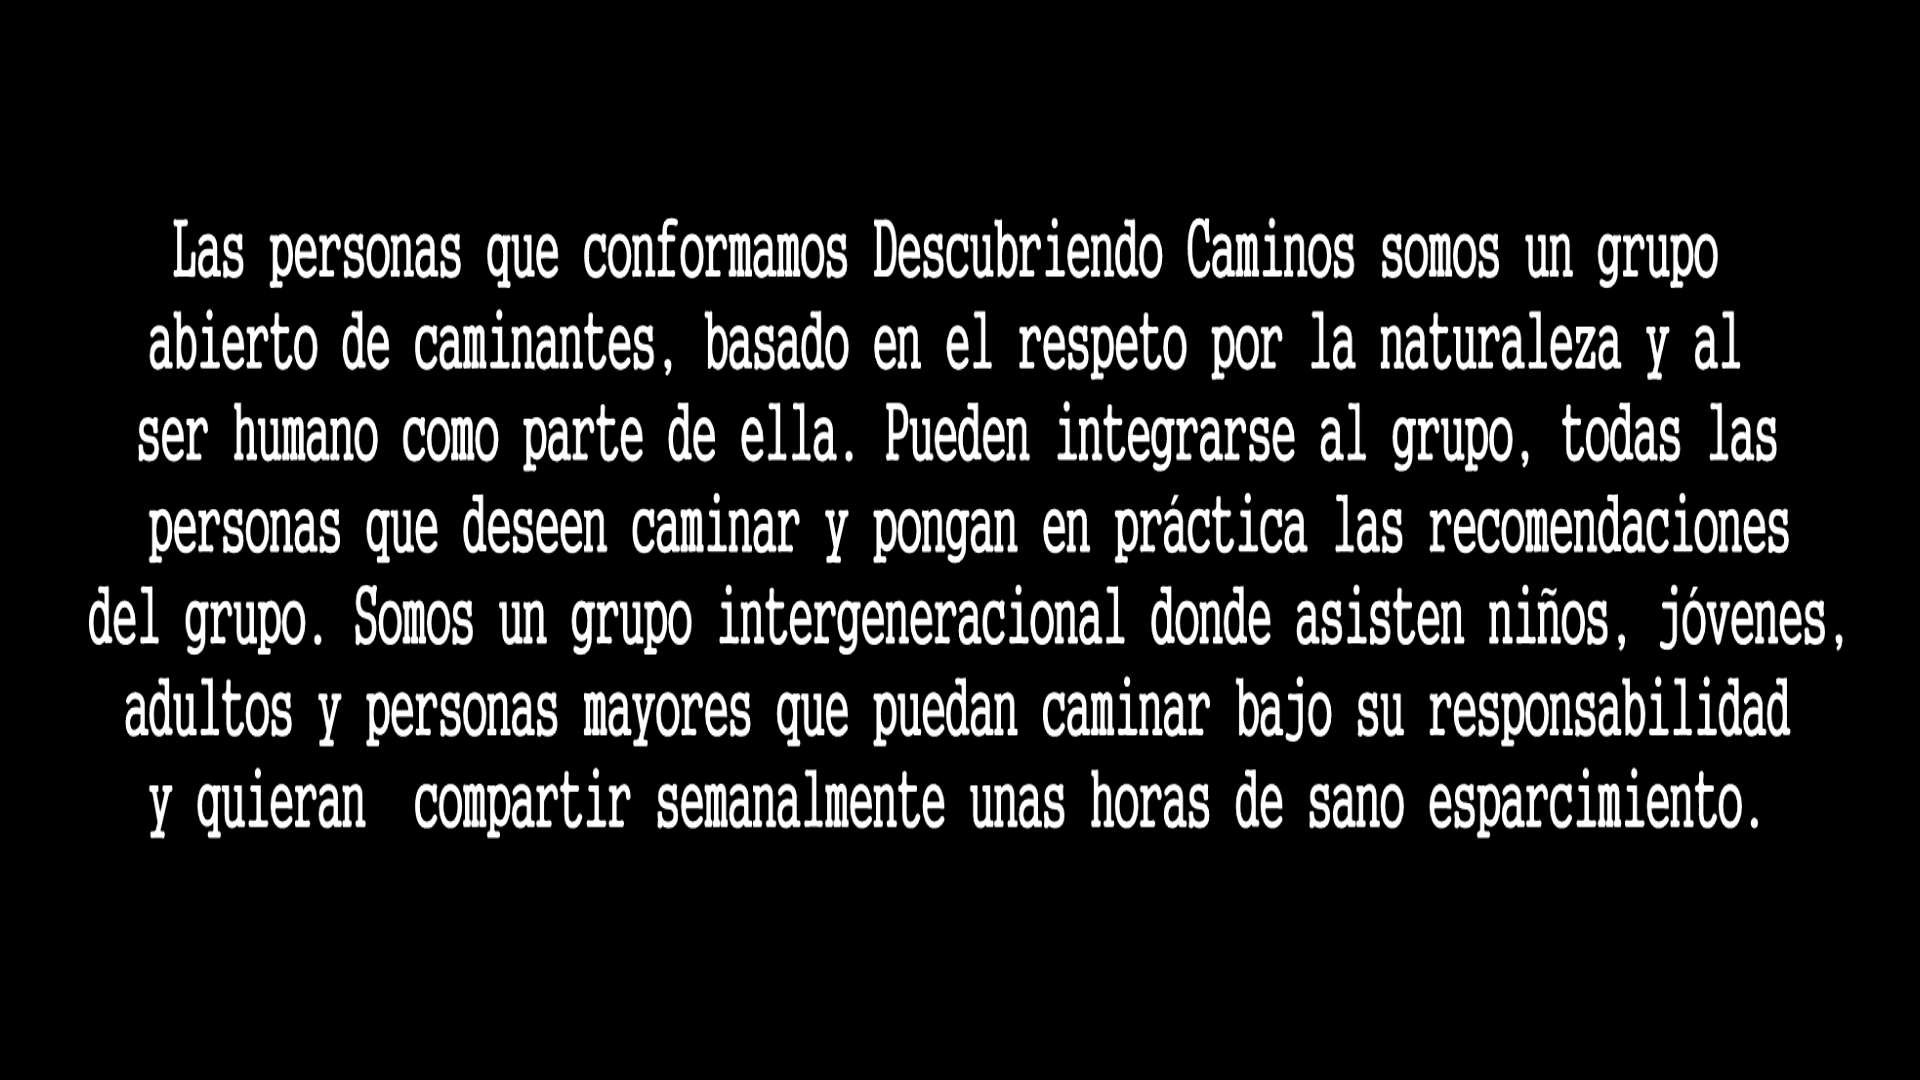 Las personas que conformamos Descubriendo Caminos somos un grupo
abierto de caminantes, basado en el respeto por la naturaleza y al
ser humano como parte de ella. Pueden integrarse al grupo, todas las
personas que deseen caminar y pongan en práctica las recomendaciones
del grupo. Somos un grupo intergeneracional donde asisten niños, jóvenes,
adultos y personas mayores que puedan caminar bajo su responsabilidad
y quieran  compartir semanalmente unas horas de sano esparcimiento.